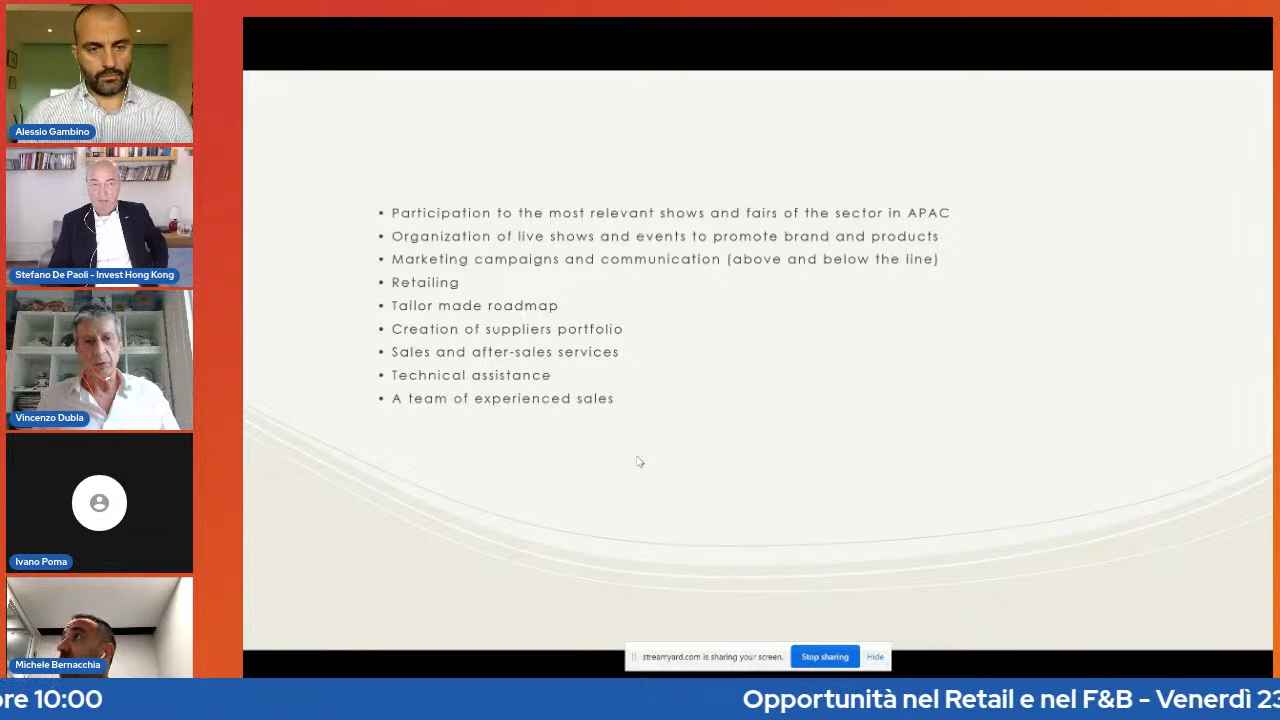 Alessio Gambino
Stefano De Paoli - Invest Hong Kong
Vincenzo Dubla
Ivano Poma
Michele Bernacchia
• Participation to the most relevant shows and fairs of the sector in APAC
• Organization of live shows and events to promote brand and products
• Marketing campaigns and communication (above and below the line)
• Retailing
• Tailor made roadmap
• Creation of suppliers portfolio
• Sales and after-sales services
• Technical assistance
• A team of experienced sales
streamyard.com is sharing your screen. Stop sharing Hide
ore 10:00 Opportunità nel Retail e nel F&B - Venerdì 23